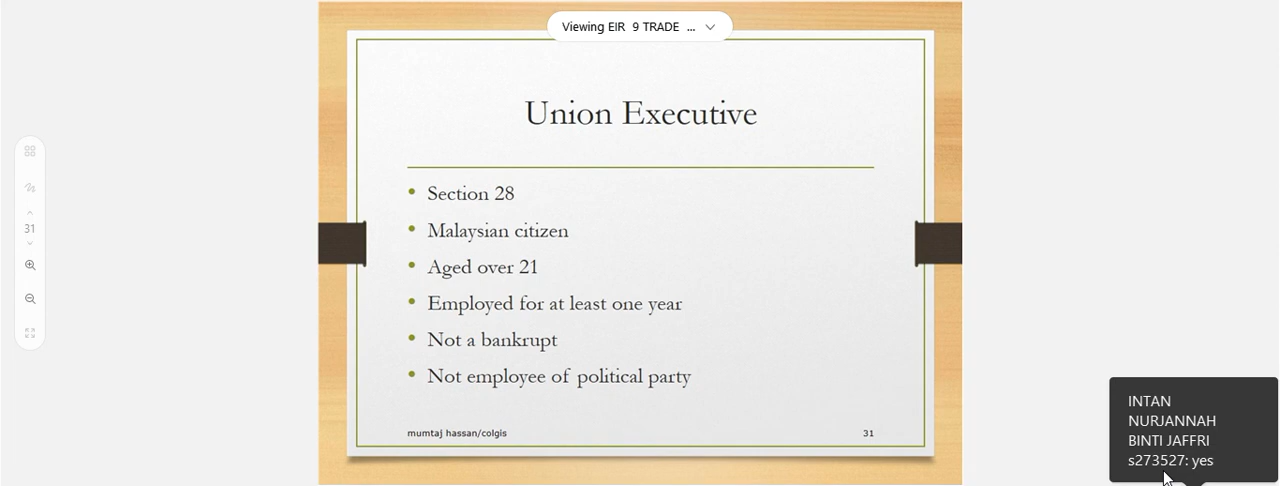 Viewing EIR 9 TRADE ...
Union Executive
31
• Section 28
• Malaysian citizen
• Aged over 21
• Employed for at least one year
• Not a bankrupt
• Not employee of political party
mumtaj hassan/colgis
31
INTAN
NURJANNAH
BINTI JAFFRI
s273527: yes